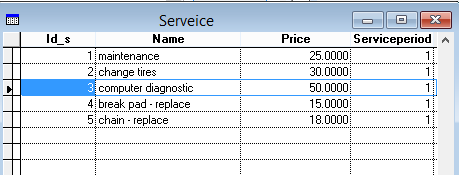 Serveice
Id_s Name Price Serviceperiod
1 maintenance 25.0000 1
2 change tires 30.0000 1
3 computer diagnostic 50.0000 1
4 break pad - replace 15.0000 1
5 chain - replace 18.0000 1